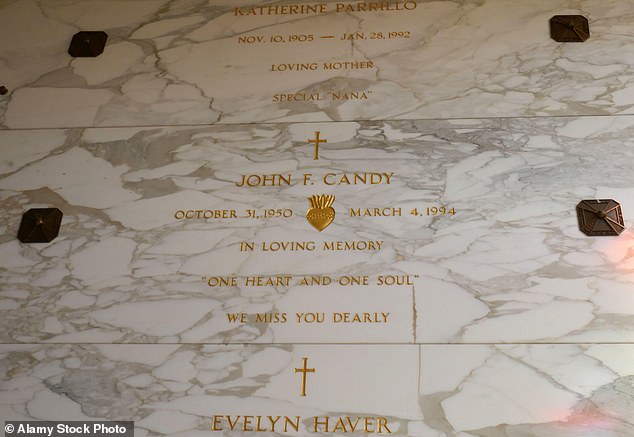 KATHERINE PARRILLO
NOV. 10, 1905 — JAN. 28, 1992
LOVING MOTHER
SPECIAL "NANA"
JOHN F. CANDY
OCTOBER 31, 1950 MARCH 4, 1994
IN LOVING MEMORY
"ONE HEART AND ONE SOUL"
WE MISS YOU DEARLY
EVELYN HAVER
© Alamy Stock Photo